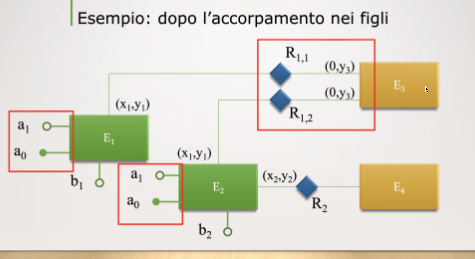 Esempio: dopo l'accorpamento nei figli
R1,1
(0,y3)
E3
(0,y3)
R1,2
(x1,y1)
a1
E1
a0
b1
(x1,y1)
a1
E2
a0
b2
(x2,y2)
R2
E4